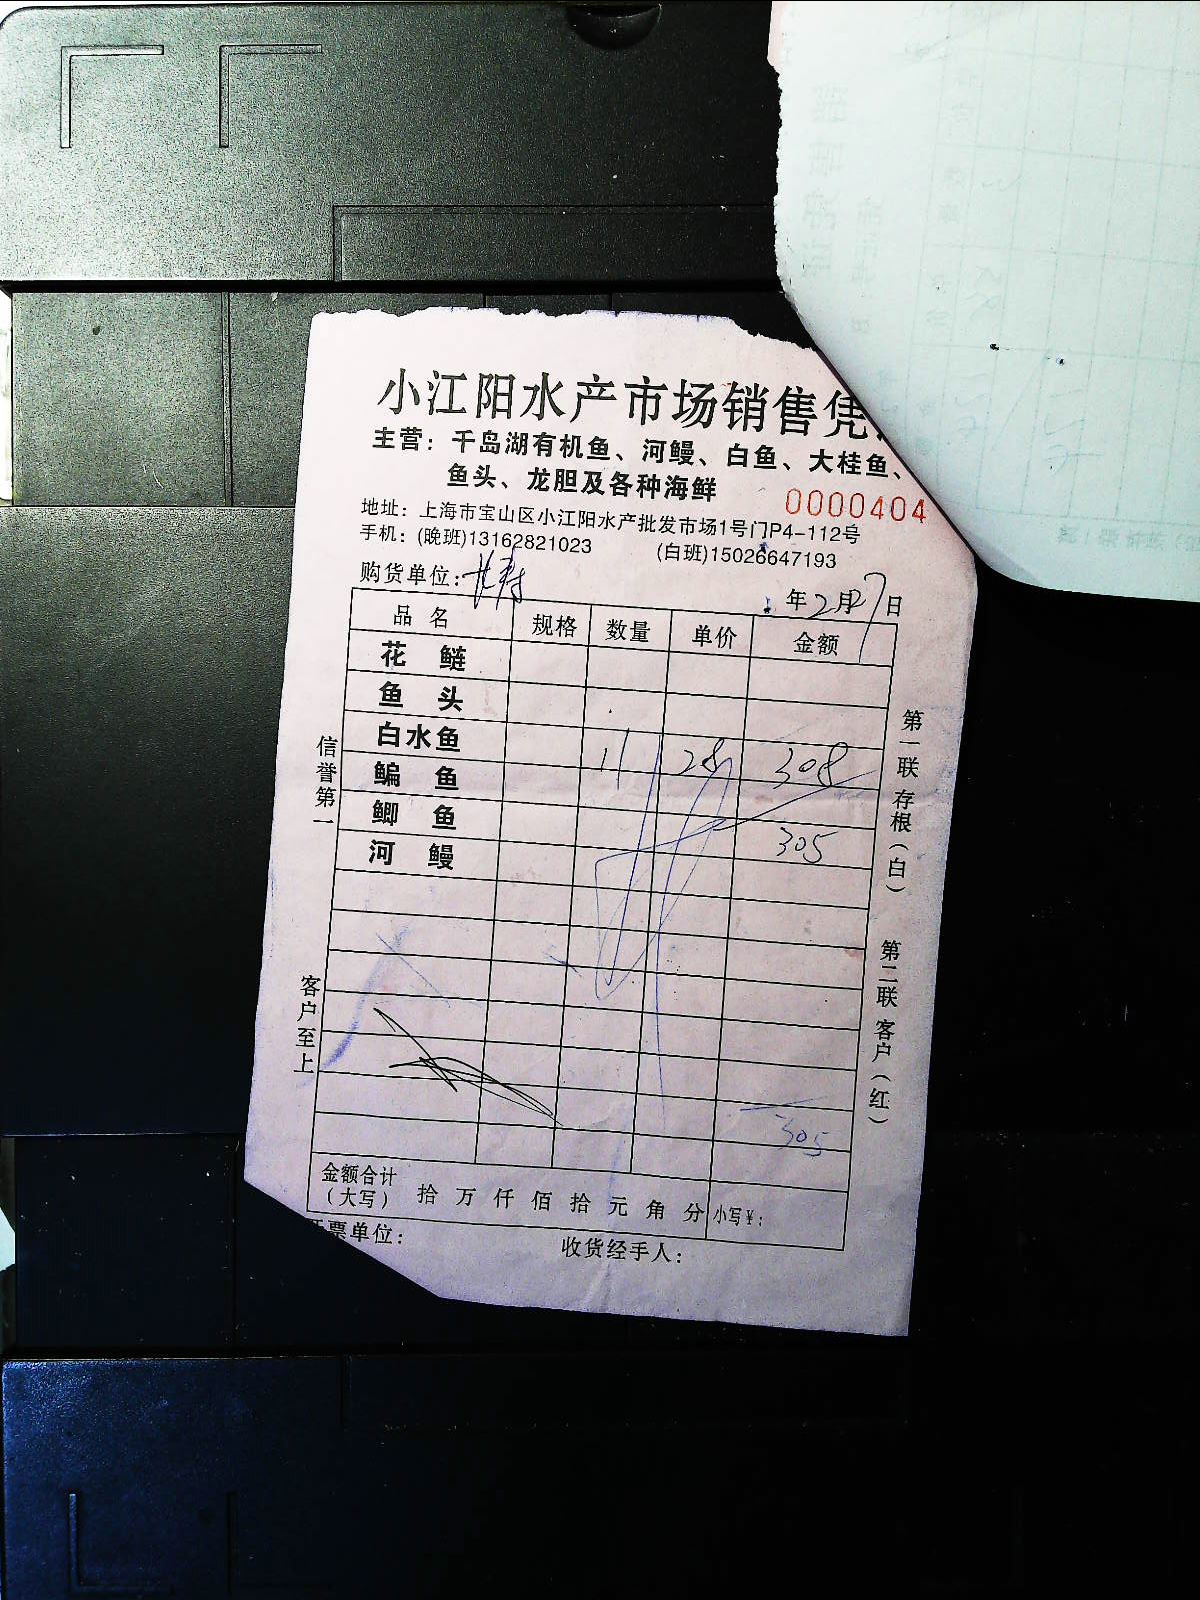 小江阳水产市场销售凭
主营：千岛湖有机鱼、河鳗、白鱼、大桂鱼、
鱼头、龙胆及各种海鲜
0000404
地址：上海市宝山区小江阳水产批发市场1号门P4-112号
手机：(晚班)13162821023 (白班)15026647193
购货单位：长寿 年2月27日
品名 规格 数量 单价 金额
花鲢
鱼头
白水鱼 11 28 308
鳊鱼
鲫鱼 305
河鳗
305
金额合计（大写） 拾 万 仟 佰 拾 元 角 分 小写￥：
票单位： 收货经手人：
信誉第一
客户至上
第一联 存根（白）
第二联 客户（红）